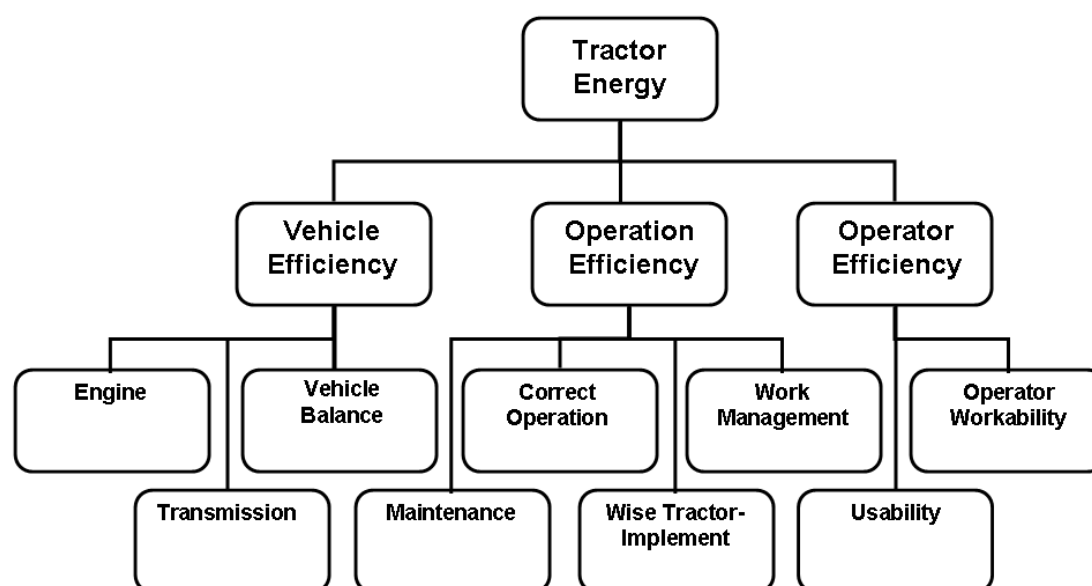 Tractor
Energy
Vehicle
Efficiency
Operation
Efficiency
Operator
Efficiency
Engine
Vehicle
Balance
Correct
Operation
Work
Management
Operator
Workability
Transmission
Maintenance
Wise Tractor-
Implement
Usability